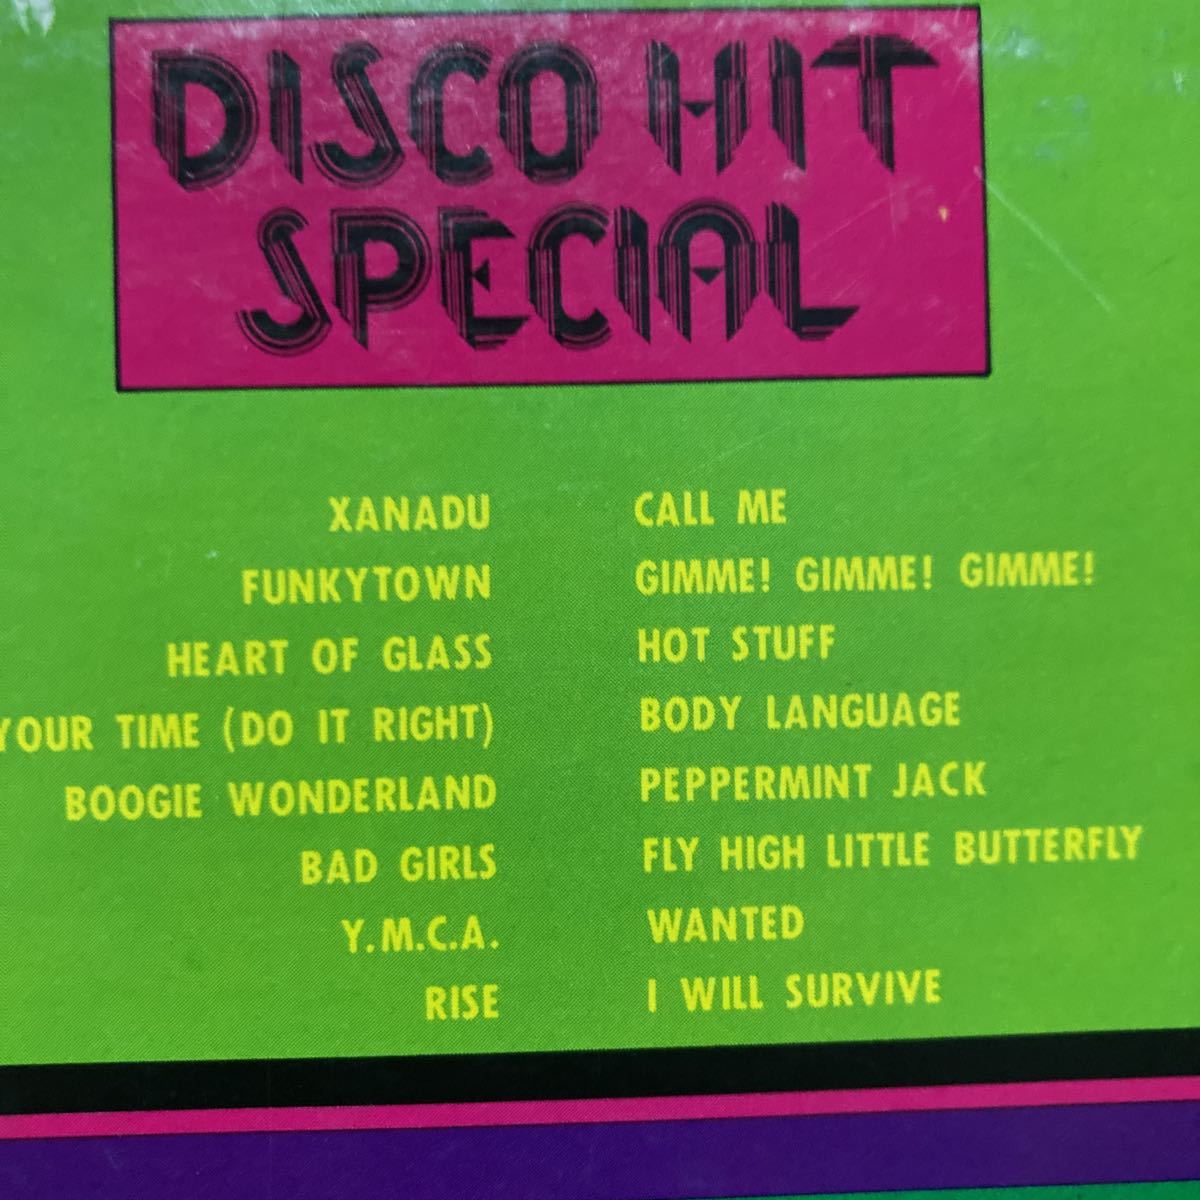 DISCO HIT
SPECIAL
XANADU
FUNKYTOWN
HEART OF GLASS
YOUR TIME (DO IT RIGHT)
BOOGIE WONDERLAND
BAD GIRLS
Y.M.C.A.
RISE
CALL ME
GIMME! GIMME! GIMME!
HOT STUFF
BODY LANGUAGE
PEPPERMINT JACK
FLY HIGH LITTLE BUTTERFLY
WANTED
I WILL SURVIVE